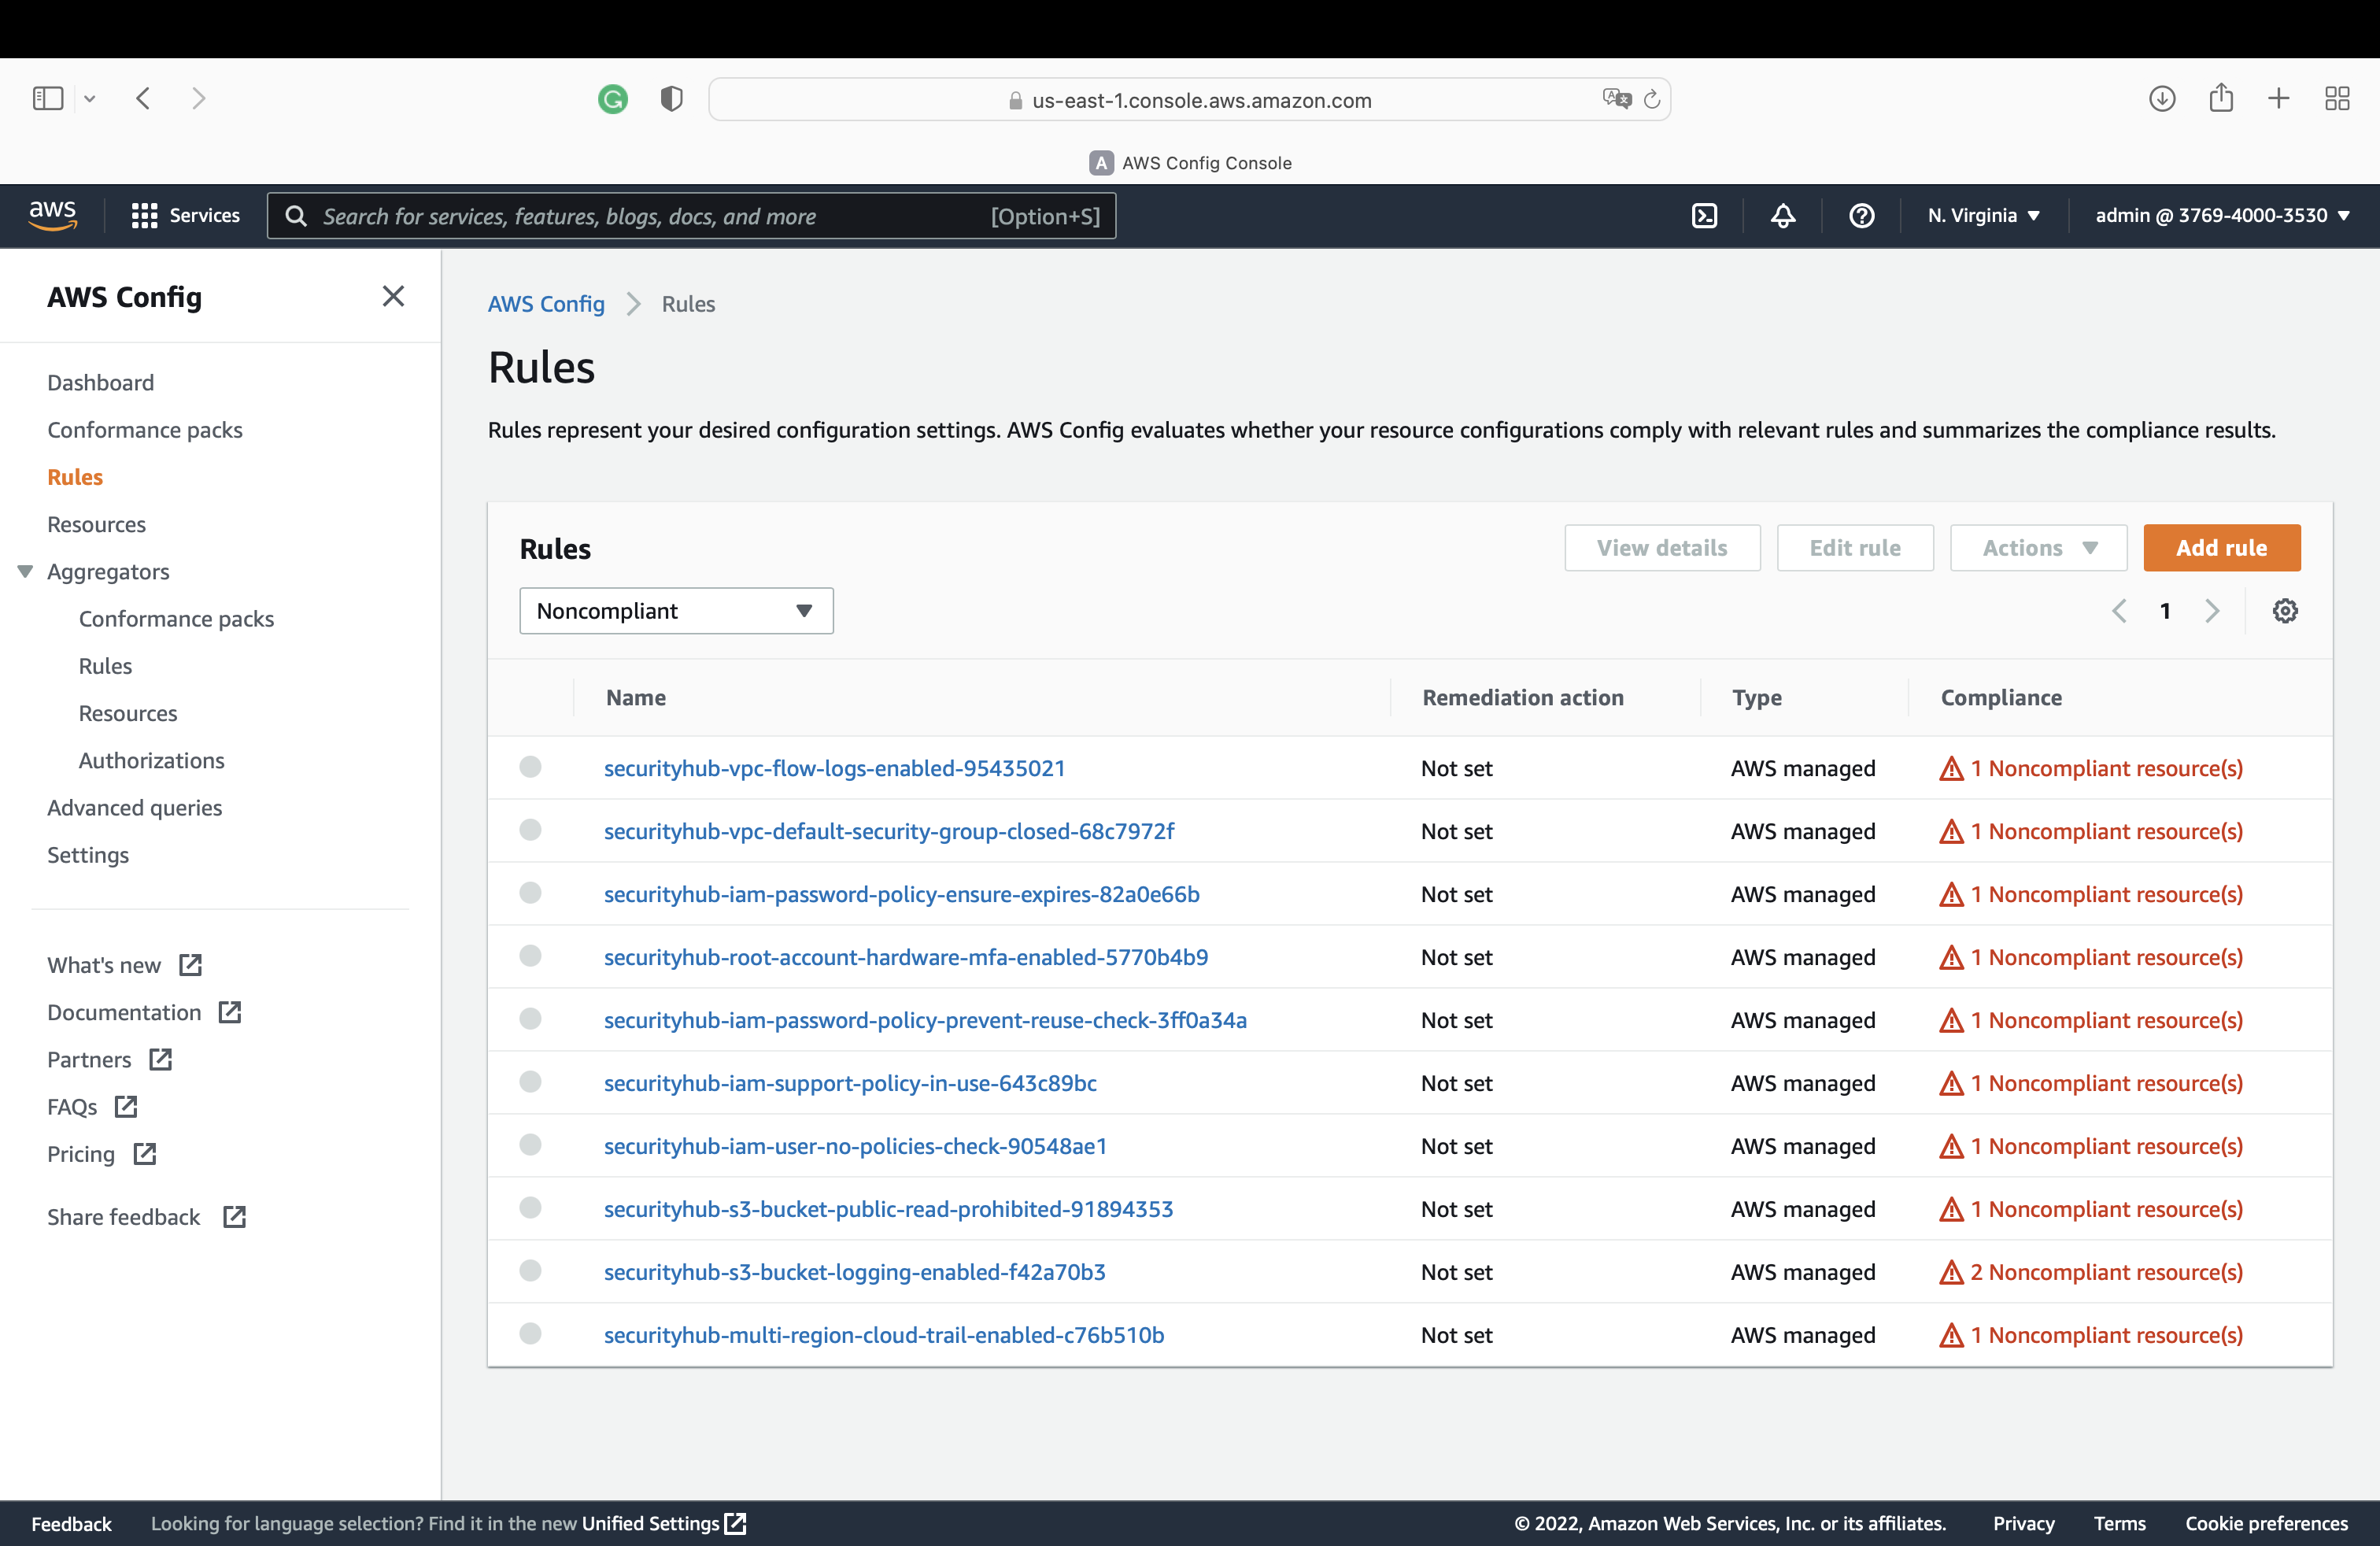 us-east-1.console.aws.amazon.com
A AWS Config Console
aws Services Search for services, features, blogs, docs, and more [Option+S] N. Virginia ▼ admin @ 3769-4000-3530 ▼
AWS Config
Dashboard
Conformance packs
Rules
Resources
Aggregators
Conformance packs
Rules
Resources
Authorizations
Advanced queries
Settings
What's new
Documentation
Partners
FAQs
Pricing
Share feedback
AWS Config > Rules
Rules
Rules represent your desired configuration settings. AWS Config evaluates whether your resource configurations comply with relevant rules and summarizes the compliance results.
Rules View details Edit rule Actions ▼ Add rule
Noncompliant ▼ 1
Name Remediation action Type Compliance
securityhub-vpc-flow-logs-enabled-95435021 Not set AWS managed 1 Noncompliant resource(s)
securityhub-vpc-default-security-group-closed-68c7972f Not set AWS managed 1 Noncompliant resource(s)
securityhub-iam-password-policy-ensure-expires-82a0e66b Not set AWS managed 1 Noncompliant resource(s)
securityhub-root-account-hardware-mfa-enabled-5770b4b9 Not set AWS managed 1 Noncompliant resource(s)
securityhub-iam-password-policy-prevent-reuse-check-3ff0a34a Not set AWS managed 1 Noncompliant resource(s)
securityhub-iam-support-policy-in-use-643c89bc Not set AWS managed 1 Noncompliant resource(s)
securityhub-iam-user-no-policies-check-90548ae1 Not set AWS managed 1 Noncompliant resource(s)
securityhub-s3-bucket-public-read-prohibited-91894353 Not set AWS managed 1 Noncompliant resource(s)
securityhub-s3-bucket-logging-enabled-f42a70b3 Not set AWS managed 2 Noncompliant resource(s)
securityhub-multi-region-cloud-trail-enabled-c76b510b Not set AWS managed 1 Noncompliant resource(s)
Feedback Looking for language selection? Find it in the new Unified Settings © 2022, Amazon Web Services, Inc. or its affiliates. Privacy Terms Cookie preferences